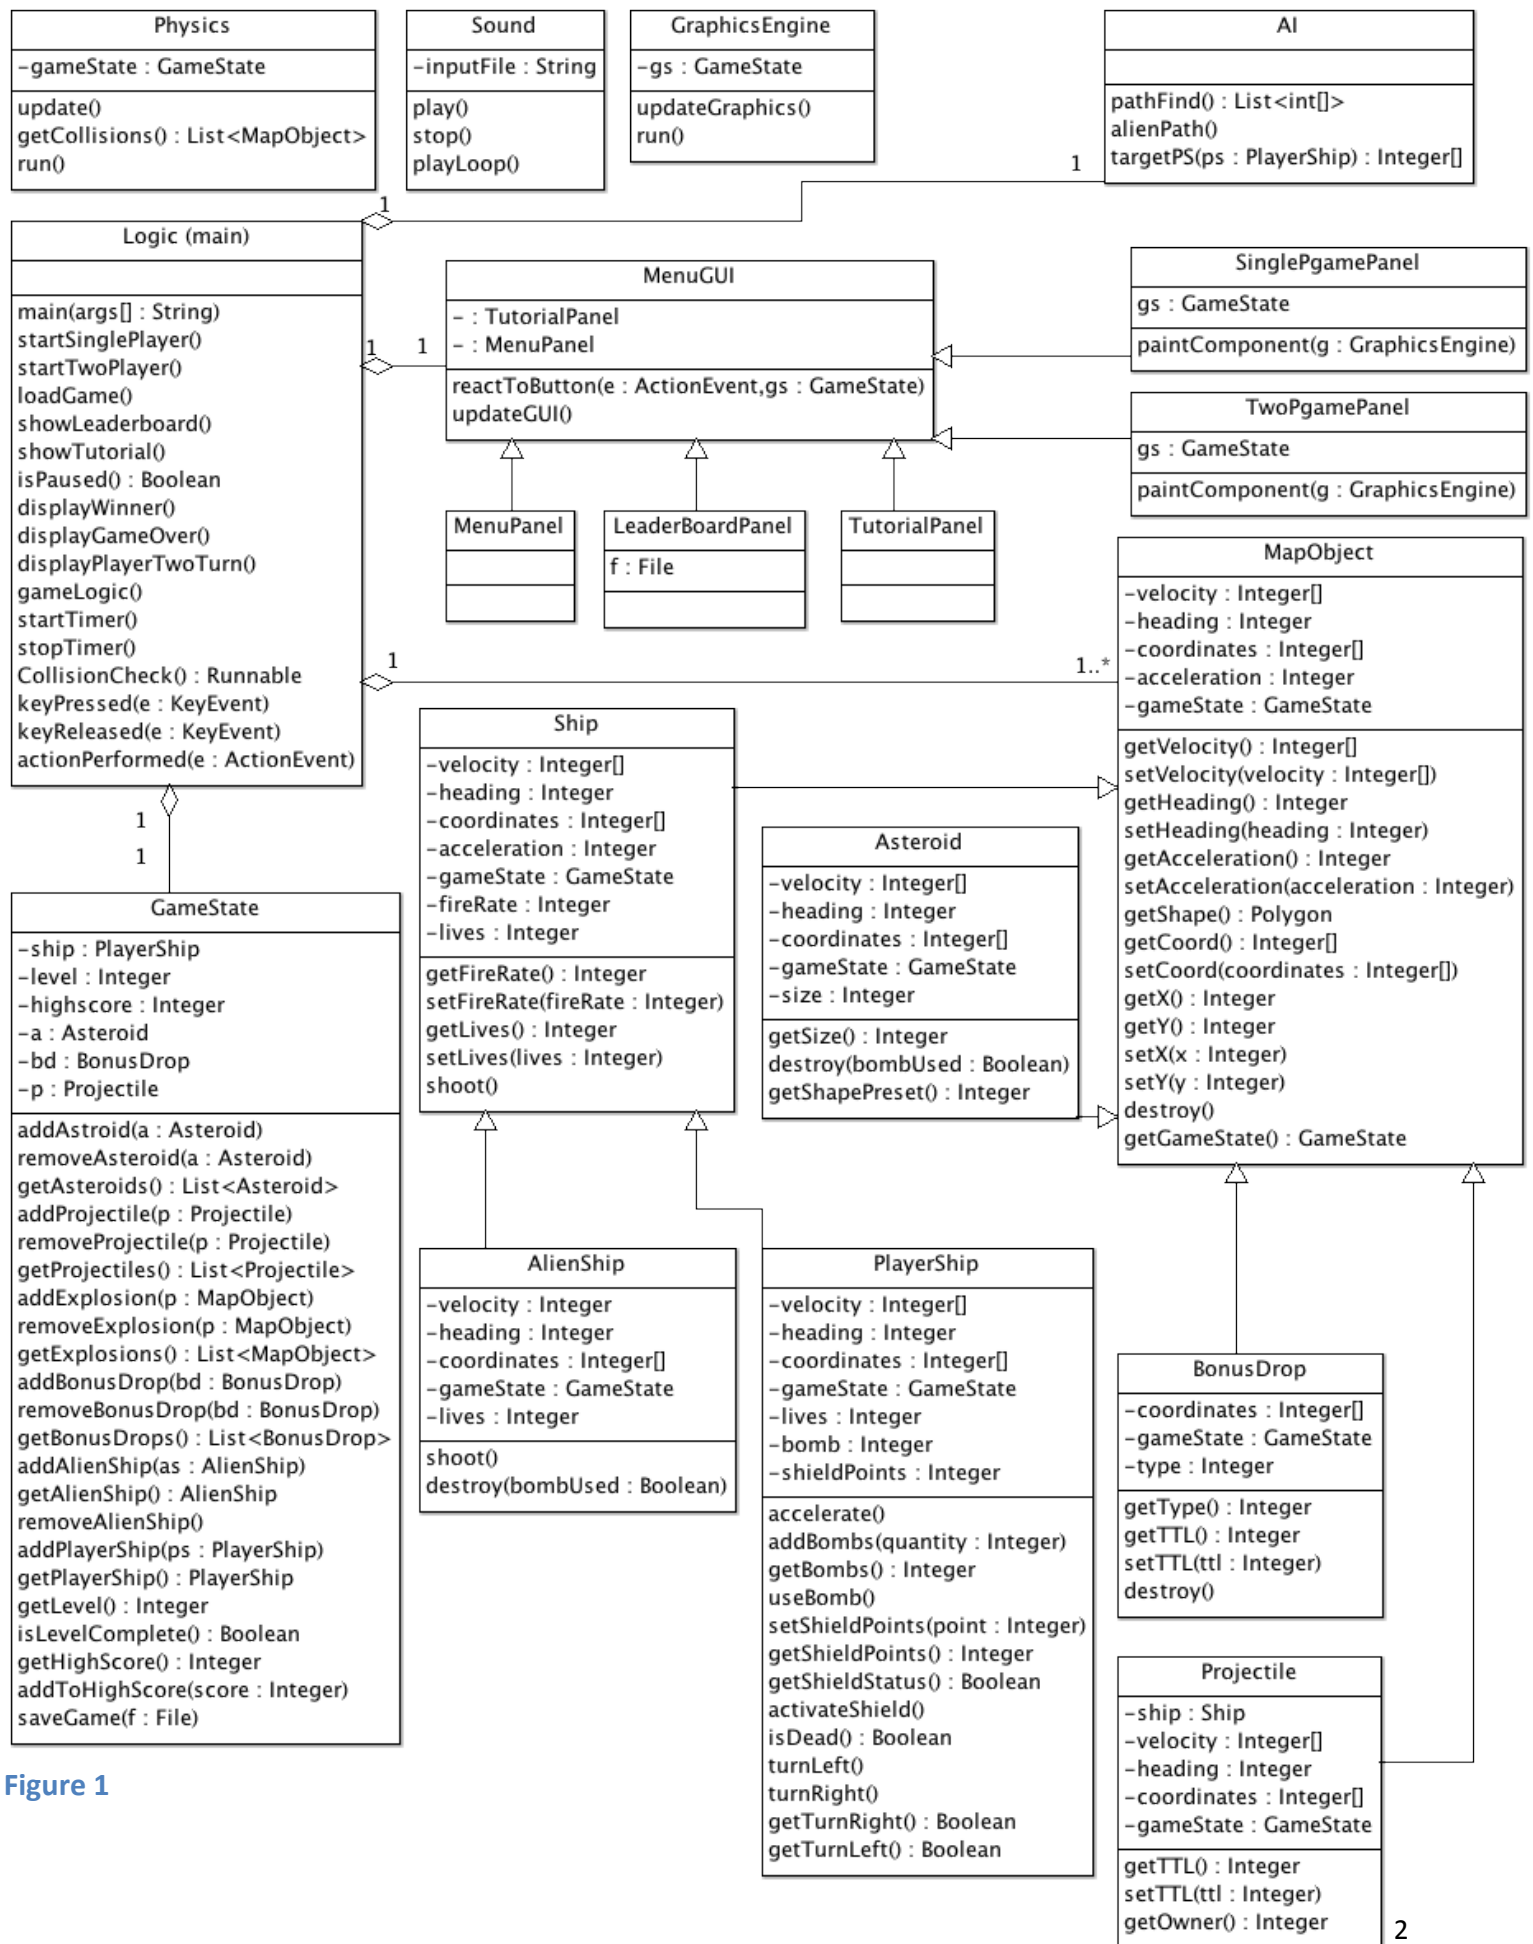 Physics
-gameState : GameState
update()
getCollisions() : List<MapObject>
run()
Sound
-inputFile : String
play()
stop()
playLoop()
GraphicsEngine
-gs : GameState
updateGraphics()
run()
AI
pathFind() : List<int[]>
alienPath()
targetPS(ps : PlayerShip) : Integer[]
1
1
Logic (main)
main(args[] : String)
startSinglePlayer()
startTwoPlayer()
loadGame()
showLeaderboard()
showTutorial()
isPaused() : Boolean
displayWinner()
displayGameOver()
displayPlayerTwoTurn()
gameLogic()
startTimer()
stopTimer()
CollisionCheck() : Runnable
keyPressed(e : KeyEvent)
keyReleased(e : KeyEvent)
actionPerformed(e : ActionEvent)
1
1
MenuGUI
- : TutorialPanel
- : MenuPanel
reactToButton(e : ActionEvent,gs : GameState)
updateGUI()
SinglePgamePanel
gs : GameState
paintComponent(g : GraphicsEngine)
TwoPgamePanel
gs : GameState
paintComponent(g : GraphicsEngine)
MenuPanel
LeaderBoardPanel
f : File
TutorialPanel
1
1..*
MapObject
-velocity : Integer[]
-heading : Integer
-coordinates : Integer[]
-acceleration : Integer
-gameState : GameState
getVelocity() : Integer[]
setVelocity(velocity : Integer[])
getHeading() : Integer
setHeading(heading : Integer)
getAcceleration() : Integer
setAcceleration(acceleration : Integer)
getShape() : Polygon
getCoord() : Integer[]
setCoord(coordinates : Integer[])
getX() : Integer
getY() : Integer
setX(x : Integer)
setY(y : Integer)
destroy()
getGameState() : GameState
Ship
-velocity : Integer[]
-heading : Integer
-coordinates : Integer[]
-acceleration : Integer
-gameState : GameState
-fireRate : Integer
-lives : Integer
getFireRate() : Integer
setFireRate(fireRate : Integer)
getLives() : Integer
setLives(lives : Integer)
shoot()
Asteroid
-velocity : Integer[]
-heading : Integer
-coordinates : Integer[]
-gameState : GameState
-size : Integer
getSize() : Integer
destroy(bombUsed : Boolean)
getShapePreset() : Integer
1
1
GameState
-ship : PlayerShip
-level : Integer
-highscore : Integer
-a : Asteroid
-bd : BonusDrop
-p : Projectile
addAstroid(a : Asteroid)
removeAsteroid(a : Asteroid)
getAsteroids() : List<Asteroid>
addProjectile(p : Projectile)
removeProjectile(p : Projectile)
getProjectiles() : List<Projectile>
addExplosion(p : MapObject)
removeExplosion(p : MapObject)
getExplosions() : List<MapObject>
addBonusDrop(bd : BonusDrop)
removeBonusDrop(bd : BonusDrop)
getBonusDrops() : List<BonusDrop>
addAlienShip(as : AlienShip)
getAlienShip() : AlienShip
removeAlienShip()
addPlayerShip(ps : PlayerShip)
getPlayerShip() : PlayerShip
getLevel() : Integer
isLevelComplete() : Boolean
getHighScore() : Integer
addToHighScore(score : Integer)
saveGame(f : File)
AlienShip
-velocity : Integer
-heading : Integer
-coordinates : Integer[]
-gameState : GameState
-lives : Integer
shoot()
destroy(bombUsed : Boolean)
PlayerShip
-velocity : Integer[]
-heading : Integer
-coordinates : Integer[]
-gameState : GameState
-lives : Integer
-bomb : Integer
-shieldPoints : Integer
accelerate()
addBombs(quantity : Integer)
getBombs() : Integer
useBomb()
setShieldPoints(point : Integer)
getShieldPoints() : Integer
getShieldStatus() : Boolean
activateShield()
isDead() : Boolean
turnLeft()
turnRight()
getTurnRight() : Boolean
getTurnLeft() : Boolean
BonusDrop
-coordinates : Integer[]
-gameState : GameState
-type : Integer
getType() : Integer
getTTL() : Integer
setTTL(ttl : Integer)
destroy()
Projectile
-ship : Ship
-velocity : Integer[]
-heading : Integer
-coordinates : Integer[]
-gameState : GameState
getTTL() : Integer
setTTL(ttl : Integer)
getOwner() : Integer
Figure 1
2